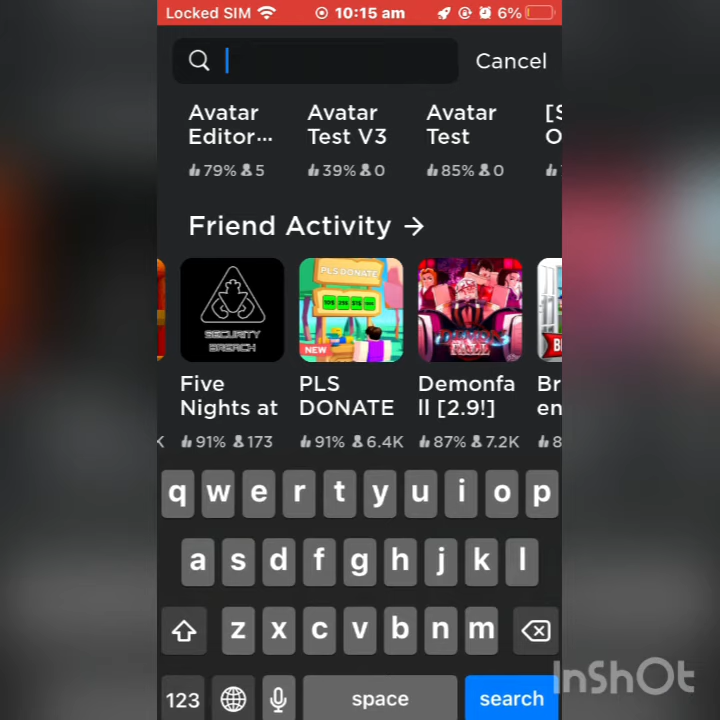 Locked SIM 10:15 am 6%
Cancel
Avatar Editor...
Avatar Test V3
Avatar Test
[S
O
79% 5
39% 0
85% 0
Friend Activity →
SECURITY
BREACH
PLS DONATE
NEW
Five Nights at
PLS DONATE
Demonfa
ll [2.9!]
Br
en
K
91% 173
91% 6.4K
87% 7.2K
8
q w e r t y u i o p
a s d f g h j k l
z x c v b n m
123 space search
InShOt